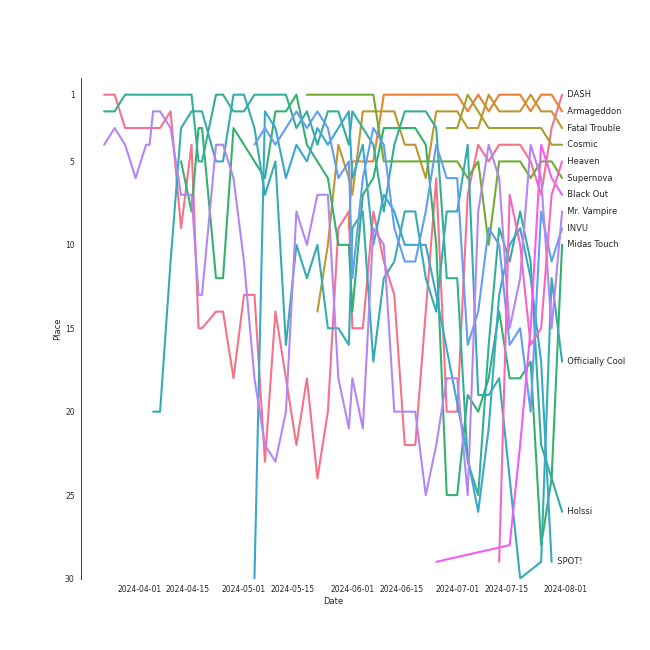 1
5
10
15
20
25
30
Place
DASH
Armageddon
Fatal Trouble
Cosmic
Heaven
Supernova
Black Out
Mr. Vampire
INVU
Midas Touch
Officially Cool
Holssi
SPOT!
2024-04-01 2024-04-15 2024-05-01 2024-05-15 2024-06-01 2024-06-15 2024-07-01 2024-07-15 2024-08-01
Date